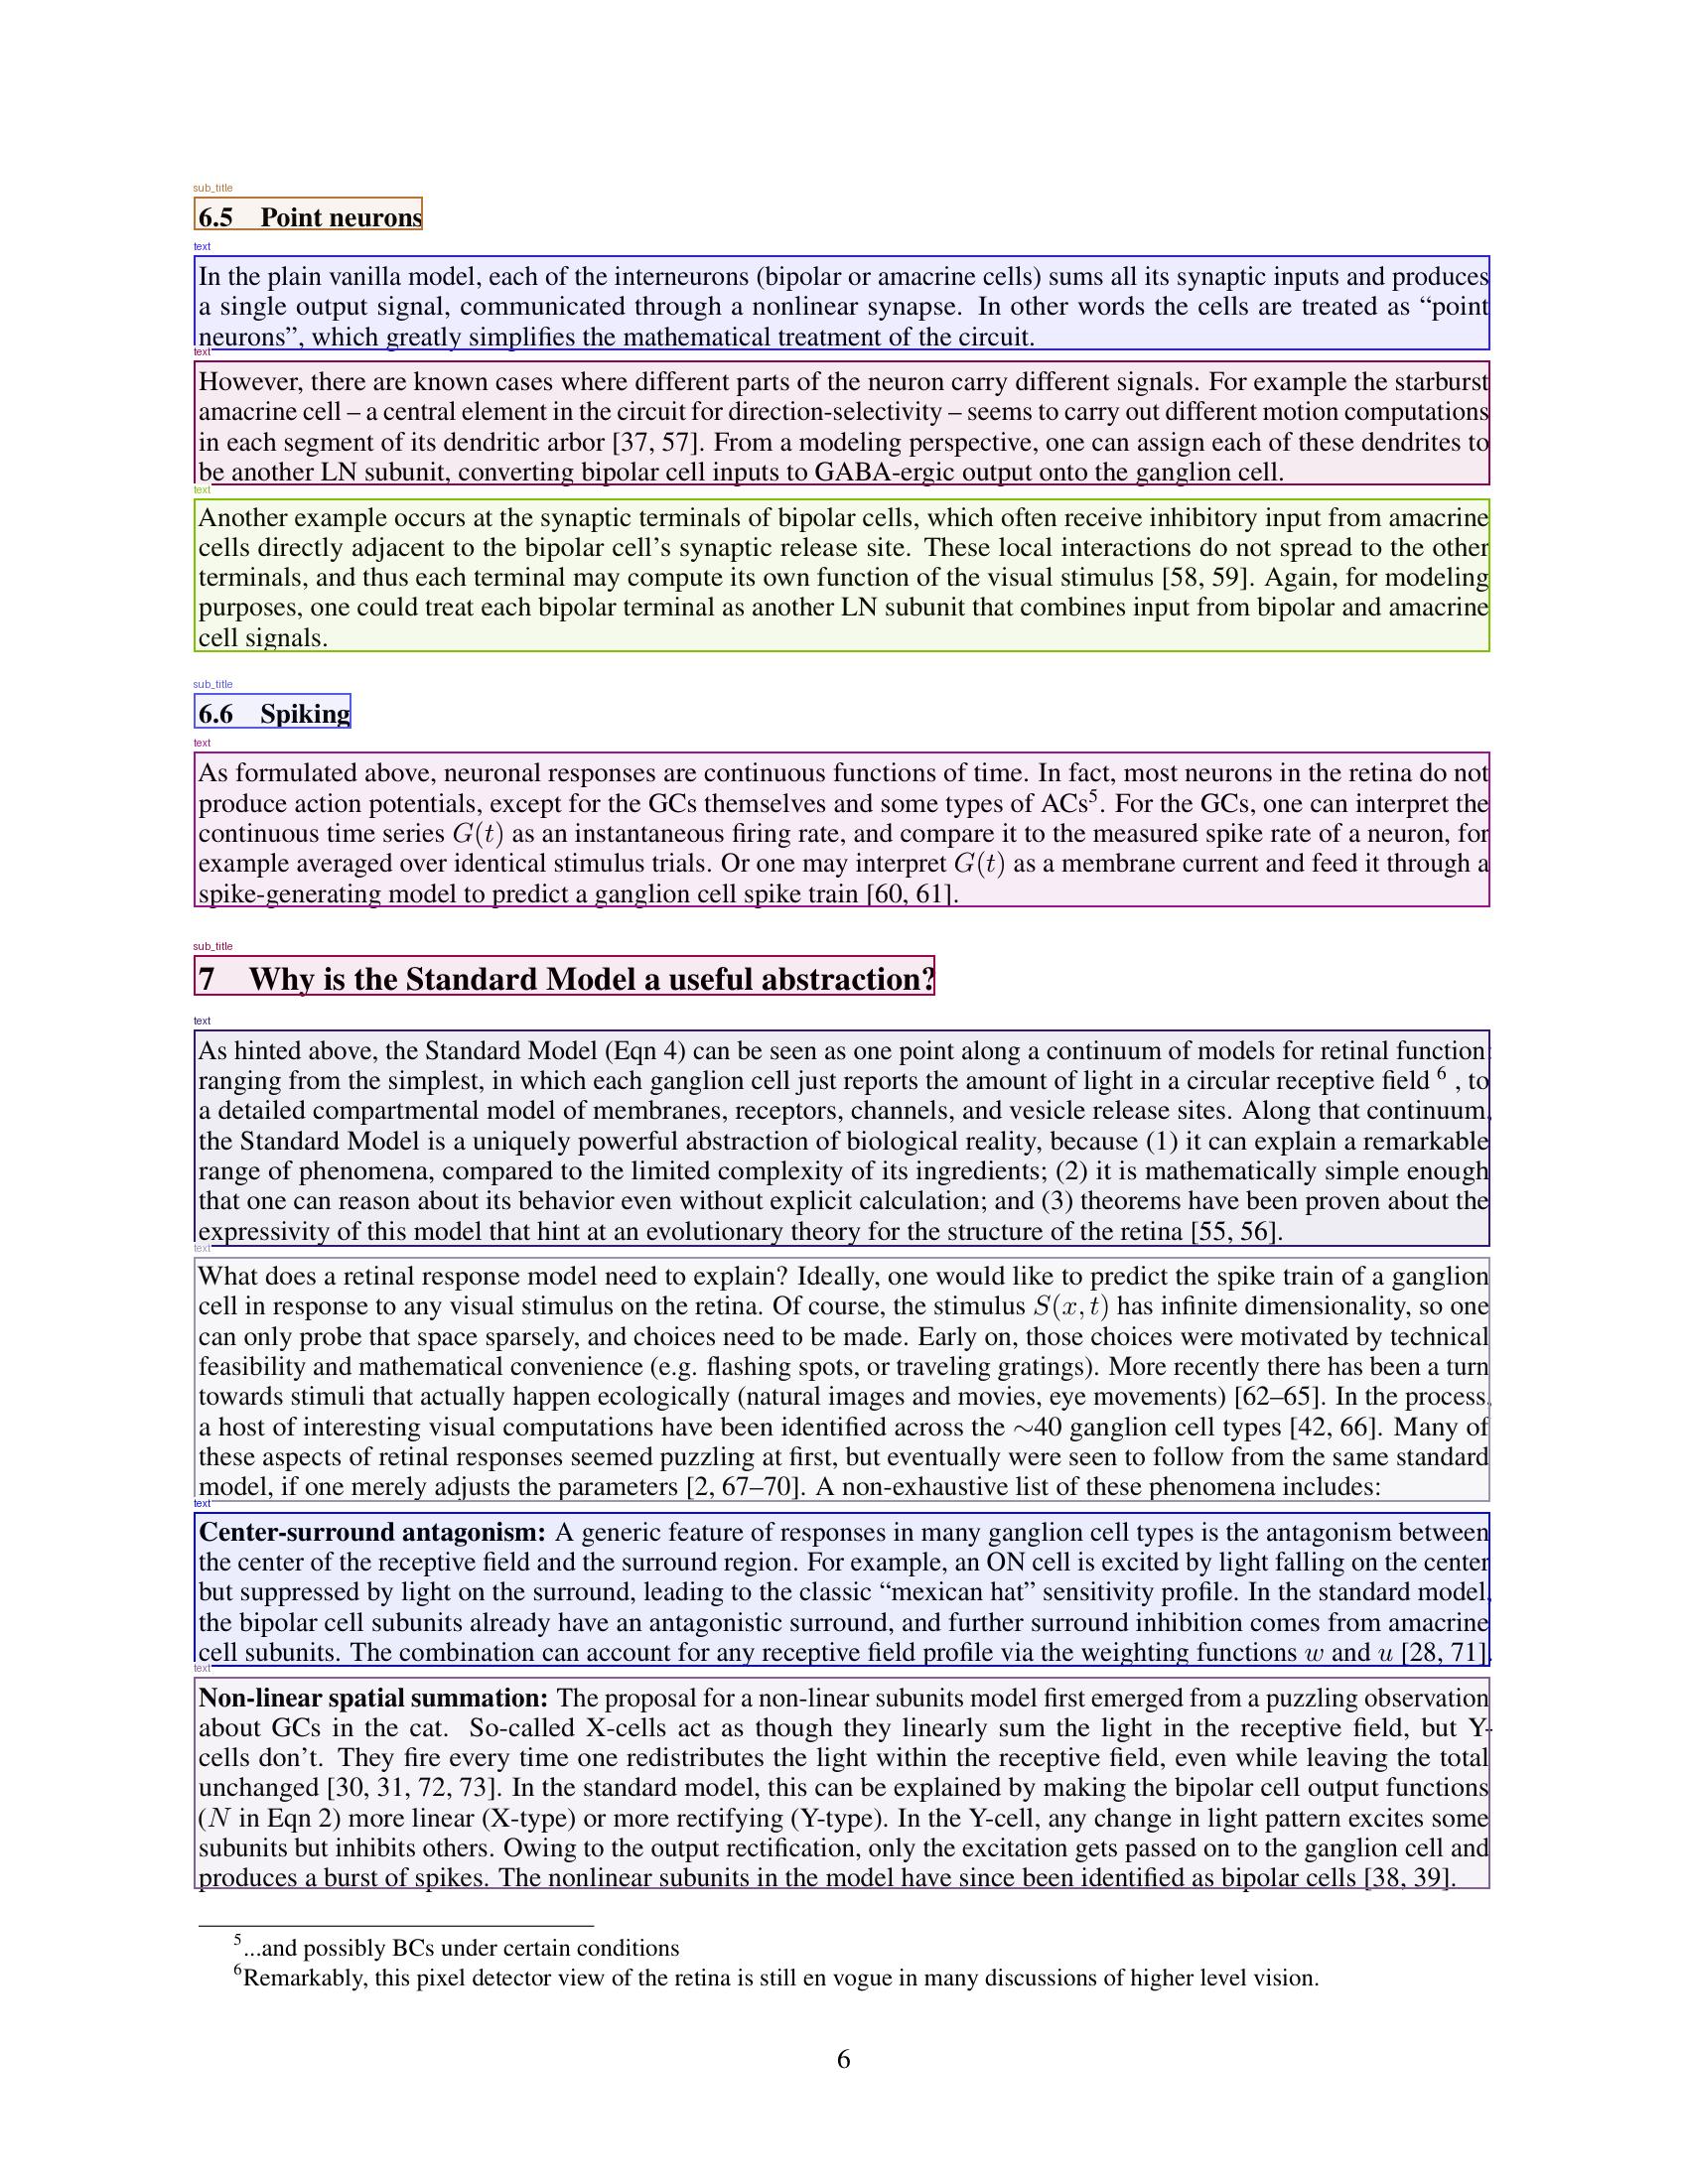 sub_title
6.5 Point neurons
text
In the plain vanilla model, each of the interneurons (bipolar or amacrine cells) sums all its synaptic inputs and produces
a single output signal, communicated through a nonlinear synapse. In other words the cells are treated as “point
neurons”, which greatly simplifies the mathematical treatment of the circuit.
text
However, there are known cases where different parts of the neuron carry different signals. For example the starburst
amacrine cell – a central element in the circuit for direction-selectivity – seems to carry out different motion computations
in each segment of its dendritic arbor [37, 57]. From a modeling perspective, one can assign each of these dendrites to
be another LN subunit, converting bipolar cell inputs to GABA-ergic output onto the ganglion cell.
text
Another example occurs at the synaptic terminals of bipolar cells, which often receive inhibitory input from amacrine
cells directly adjacent to the bipolar cell’s synaptic release site. These local interactions do not spread to the other
terminals, and thus each terminal may compute its own function of the visual stimulus [58, 59]. Again, for modeling
purposes, one could treat each bipolar terminal as another LN subunit that combines input from bipolar and amacrine
cell signals.
sub_title
6.6 Spiking
text
As formulated above, neuronal responses are continuous functions of time. In fact, most neurons in the retina do not
produce action potentials, except for the GCs themselves and some types of ACs⁵. For the GCs, one can interpret the
continuous time series G(t) as an instantaneous firing rate, and compare it to the measured spike rate of a neuron, for
example averaged over identical stimulus trials. Or one may interpret G(t) as a membrane current and feed it through a
spike-generating model to predict a ganglion cell spike train [60, 61].
sub_title
7 Why is the Standard Model a useful abstraction?
text
As hinted above, the Standard Model (Eqn 4) can be seen as one point along a continuum of models for retinal function:
ranging from the simplest, in which each ganglion cell just reports the amount of light in a circular receptive field ⁶ , to
a detailed compartmental model of membranes, receptors, channels, and vesicle release sites. Along that continuum,
the Standard Model is a uniquely powerful abstraction of biological reality, because (1) it can explain a remarkable
range of phenomena, compared to the limited complexity of its ingredients; (2) it is mathematically simple enough
that one can reason about its behavior even without explicit calculation; and (3) theorems have been proven about the
expressivity of this model that hint at an evolutionary theory for the structure of the retina [55, 56].
text
What does a retinal response model need to explain? Ideally, one would like to predict the spike train of a ganglion
cell in response to any visual stimulus on the retina. Of course, the stimulus S(x, t) has infinite dimensionality, so one
can only probe that space sparsely, and choices need to be made. Early on, those choices were motivated by technical
feasibility and mathematical convenience (e.g. flashing spots, or traveling gratings). More recently there has been a turn
towards stimuli that actually happen ecologically (natural images and movies, eye movements) [62–65]. In the process,
a host of interesting visual computations have been identified across the ∼40 ganglion cell types [42, 66]. Many of
these aspects of retinal responses seemed puzzling at first, but eventually were seen to follow from the same standard
model, if one merely adjusts the parameters [2, 67–70]. A non-exhaustive list of these phenomena includes:
text
Center-surround antagonism: A generic feature of responses in many ganglion cell types is the antagonism between
the center of the receptive field and the surround region. For example, an ON cell is excited by light falling on the center
but suppressed by light on the surround, leading to the classic “mexican hat” sensitivity profile. In the standard model,
the bipolar cell subunits already have an antagonistic surround, and further surround inhibition comes from amacrine
cell subunits. The combination can account for any receptive field profile via the weighting functions w and u [28, 71].
text
Non-linear spatial summation: The proposal for a non-linear subunits model first emerged from a puzzling observation
about GCs in the cat. So-called X-cells act as though they linearly sum the light in the receptive field, but Y-
cells don’t. They fire every time one redistributes the light within the receptive field, even while leaving the total
unchanged [30, 31, 72, 73]. In the standard model, this can be explained by making the bipolar cell output functions
(N in Eqn 2) more linear (X-type) or more rectifying (Y-type). In the Y-cell, any change in light pattern excites some
subunits but inhibits others. Owing to the output rectification, only the excitation gets passed on to the ganglion cell and
produces a burst of spikes. The nonlinear subunits in the model have since been identified as bipolar cells [38, 39].
⁵...and possibly BCs under certain conditions
⁶Remarkably, this pixel detector view of the retina is still en vogue in many discussions of higher level vision.
6